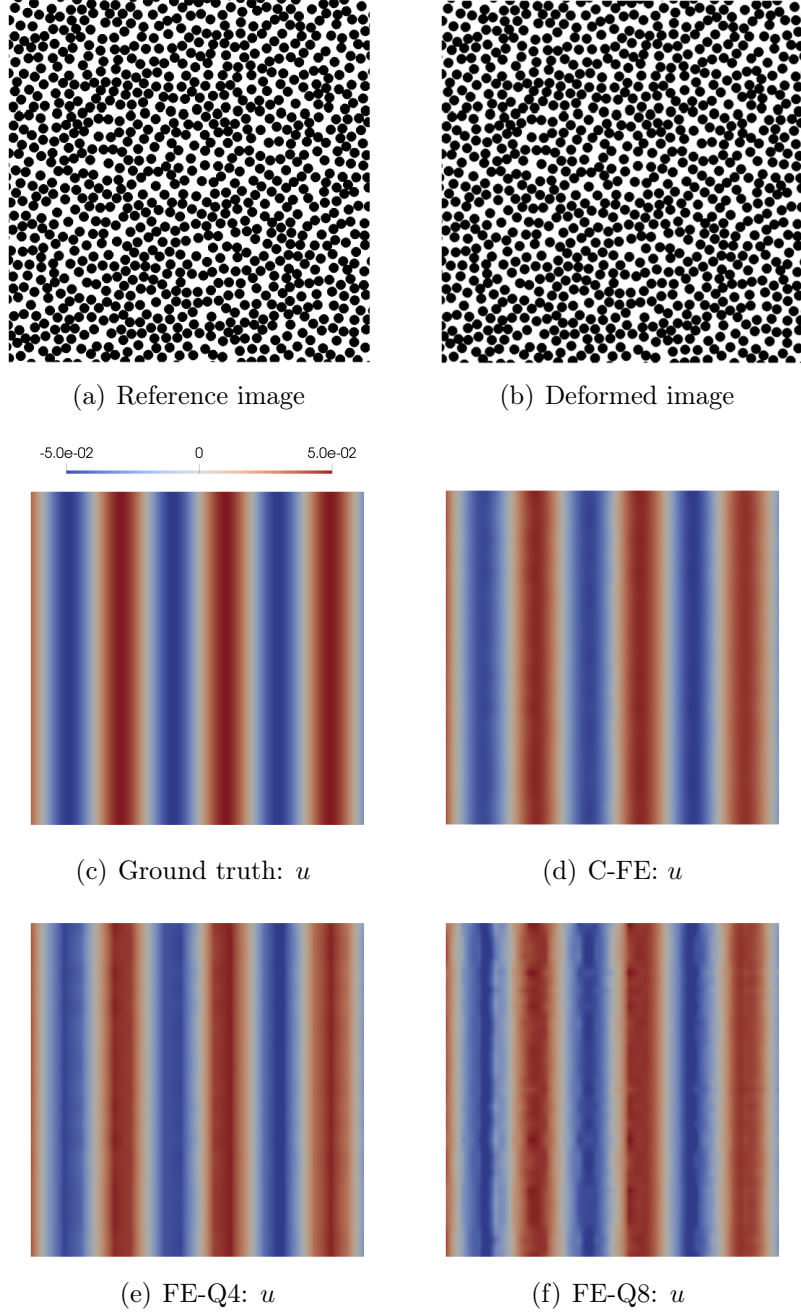 (a) Reference image
(b) Deformed image
-5.0e-02 0 5.0e-02
(c) Ground truth: u
(d) C-FE: u
(e) FE-Q4: u
(f) FE-Q8: u